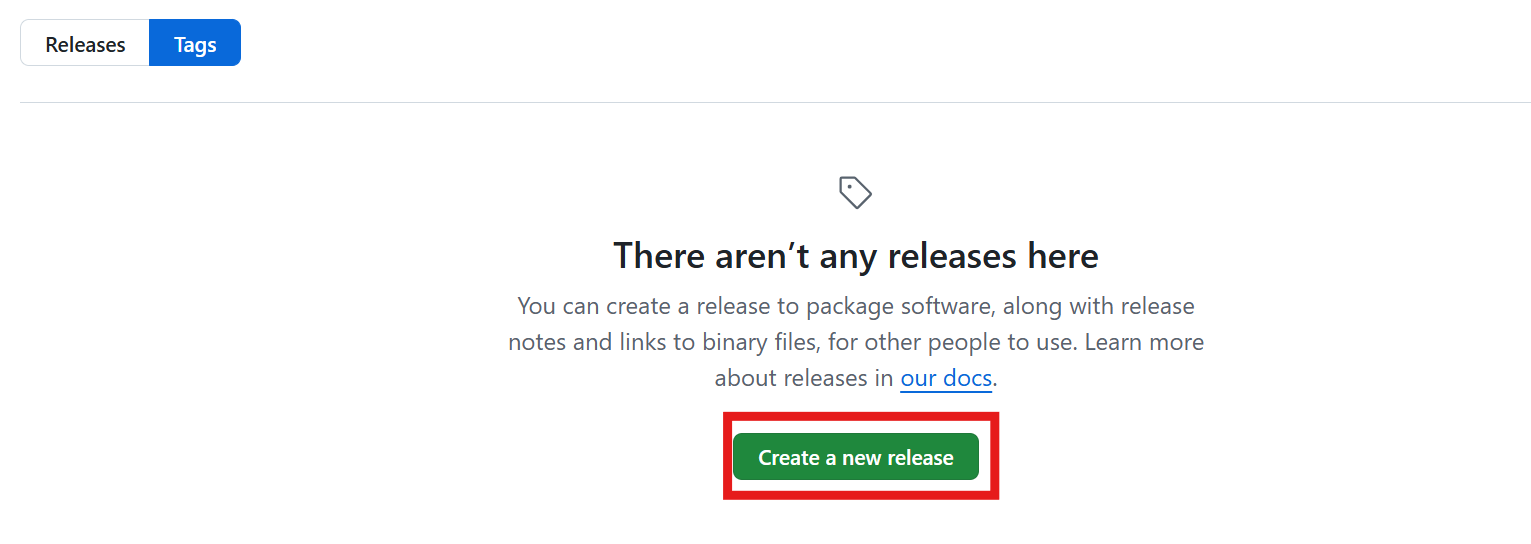 Releases Tags
There aren’t any releases here
You can create a release to package software, along with release
notes and links to binary files, for other people to use. Learn more
about releases in our docs.
Create a new release